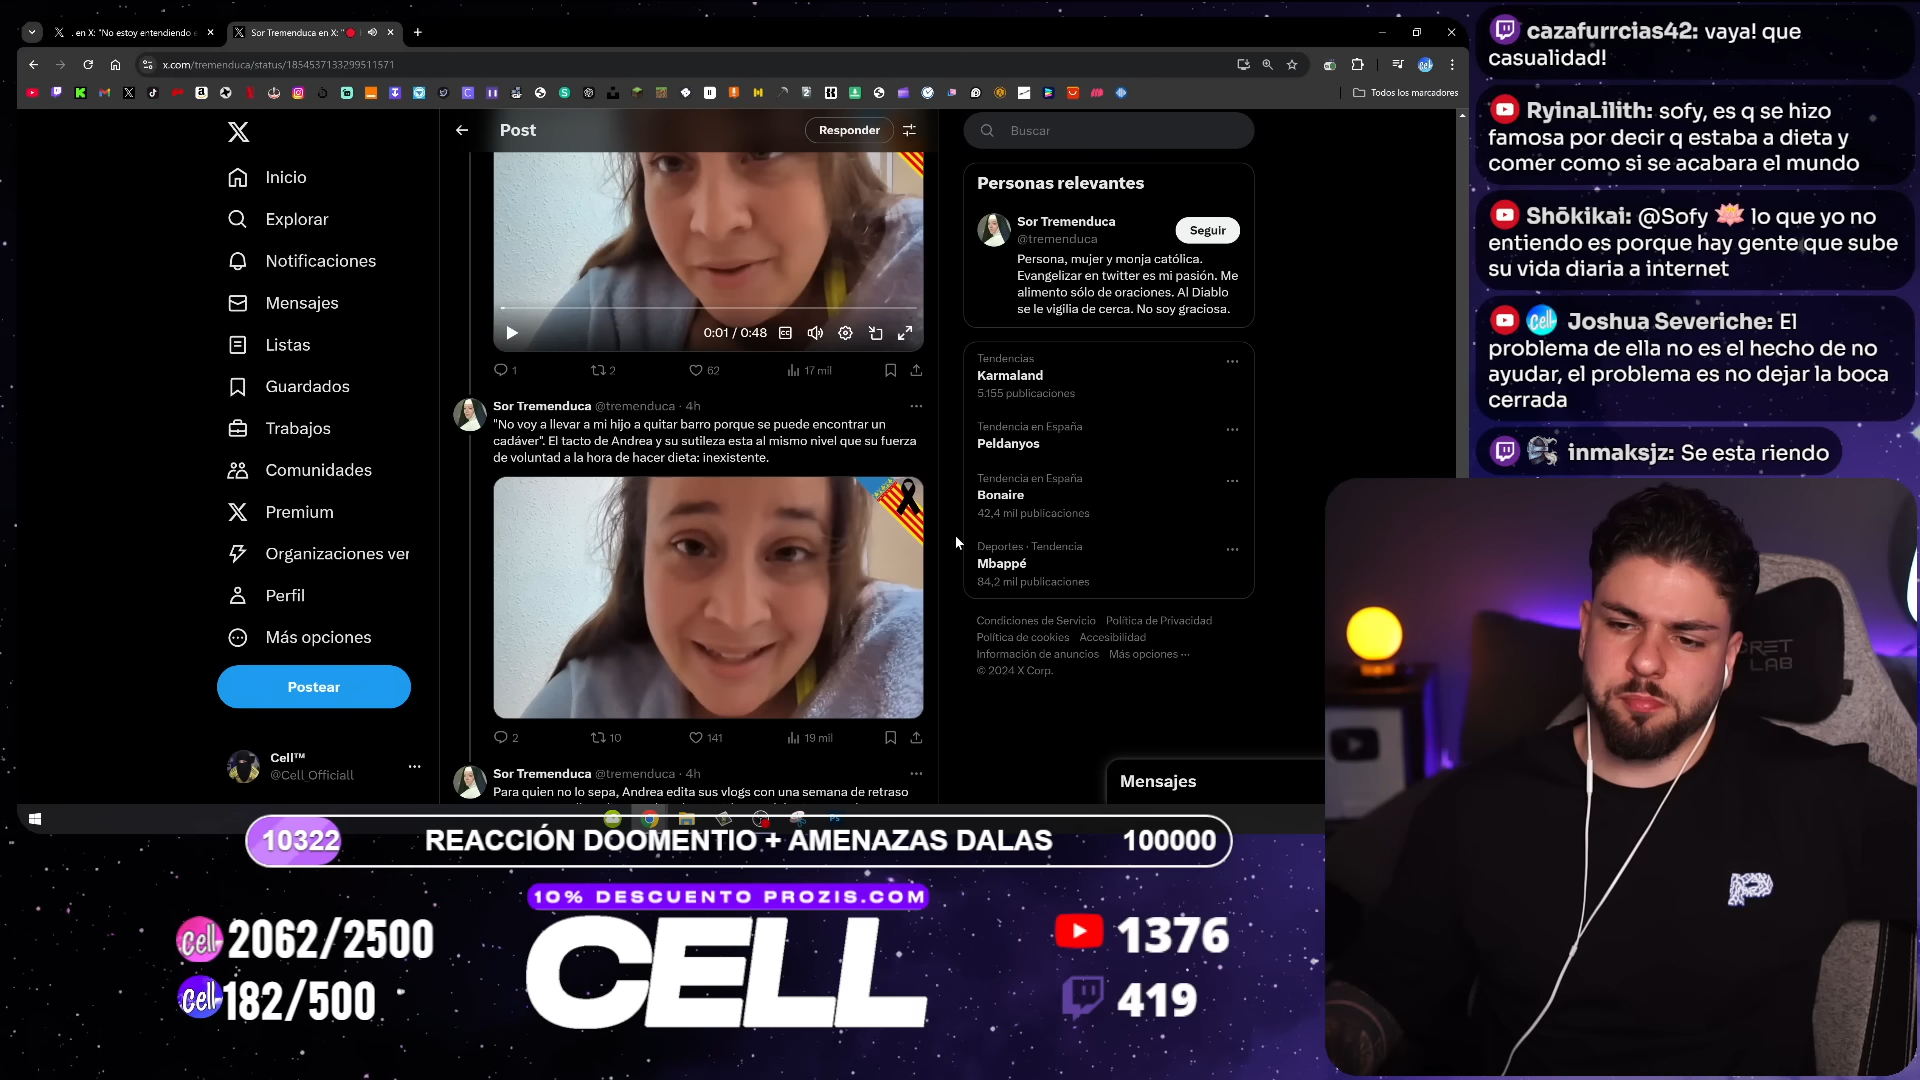 . en X: "No estoy entendiendo e
Sor Tremenduca en X: "
x.com/tremenduca/status/1854537133299511571
Todos los marcadores
Inicio
Explorar
Notificaciones
Mensajes
Listas
Guardados
Trabajos
Comunidades
Premium
Organizaciones ver
Perfil
Más opciones
Postear
Cell™
@Cell_Officiall
Post
Responder
0:01 / 0:48
1
2
62
17 mil
Sor Tremenduca @tremenduca · 4h
"No voy a llevar a mi hijo a quitar barro porque se puede encontrar un
cadáver". El tacto de Andrea y su sutileza esta al mismo nivel que su fuerza
de voluntad a la hora de hacer dieta: inexistente.
2
10
141
19 mil
Sor Tremenduca @tremenduca · 4h
Para quien no lo sepa, Andrea edita sus vlogs con una semana de retraso
Buscar
Personas relevantes
Sor Tremenduca
@tremenduca
Seguir
Persona, mujer y monja católica.
Evangelizar en twitter es mi pasión. Me
alimento sólo de oraciones. Al Diablo
se le vigilia de cerca. No soy graciosa.
Tendencias
Karmaland
5.155 publicaciones
Tendencia en España
Peldanyos
Tendencia en España
Bonaire
42,4 mil publicaciones
Deportes · Tendencia
Mbappé
84,2 mil publicaciones
Condiciones de Servicio Política de Privacidad
Política de cookies Accesibilidad
Información de anuncios Más opciones ···
© 2024 X Corp.
Mensajes
cazafurrcias42: vaya! que
casualidad!
RyinaLilith: sofy, es q se hizo
famosa por decir q estaba a dieta y
comer como si se acabara el mundo
Shōkikai: @Sofy 🪷 lo que yo no
entiendo es porque hay gente que sube
su vida diaria a internet
cell Joshua Severiche: El
problema de ella no es el hecho de no
ayudar, el problema es no dejar la boca
cerrada
inmaksjz: Se esta riendo
10322 REACCIÓN DOOMENTIO + AMENAZAS DALAS 100000
10% DESCUENTO PROZIS.COM
CELL
cell 2062/2500
cell 182/500
1376
419